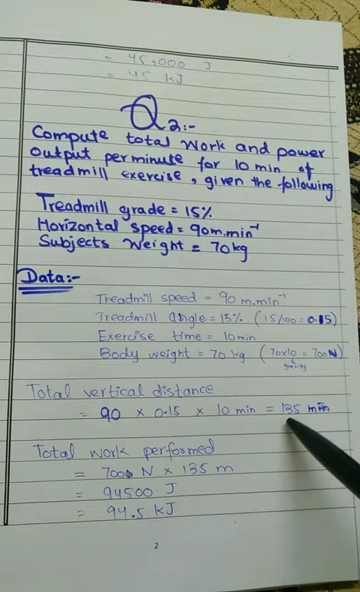 = 45.000 J
= 45 kJ
Q2:-
Compute total work and power
output per minute for 10 min of
treadmill exercise, given the following
Treadmill grade = 15%
Horizontal speed = 90m.min⁻¹
Subjects Weight = 70kg
Data:-
Treadmill speed = 90 m.min⁻¹
Treadmill angle = 15% (15/100 = 0.15)
Exercise time = 10min
Body weight = 70 kg (70x10 = 700N)
gravity
Total vertical distance
= 90 x 0.15 x 10 min = 135 m
Total work performed
= 700 N x 135 m
= 94500 J
= 94.5 kJ
2